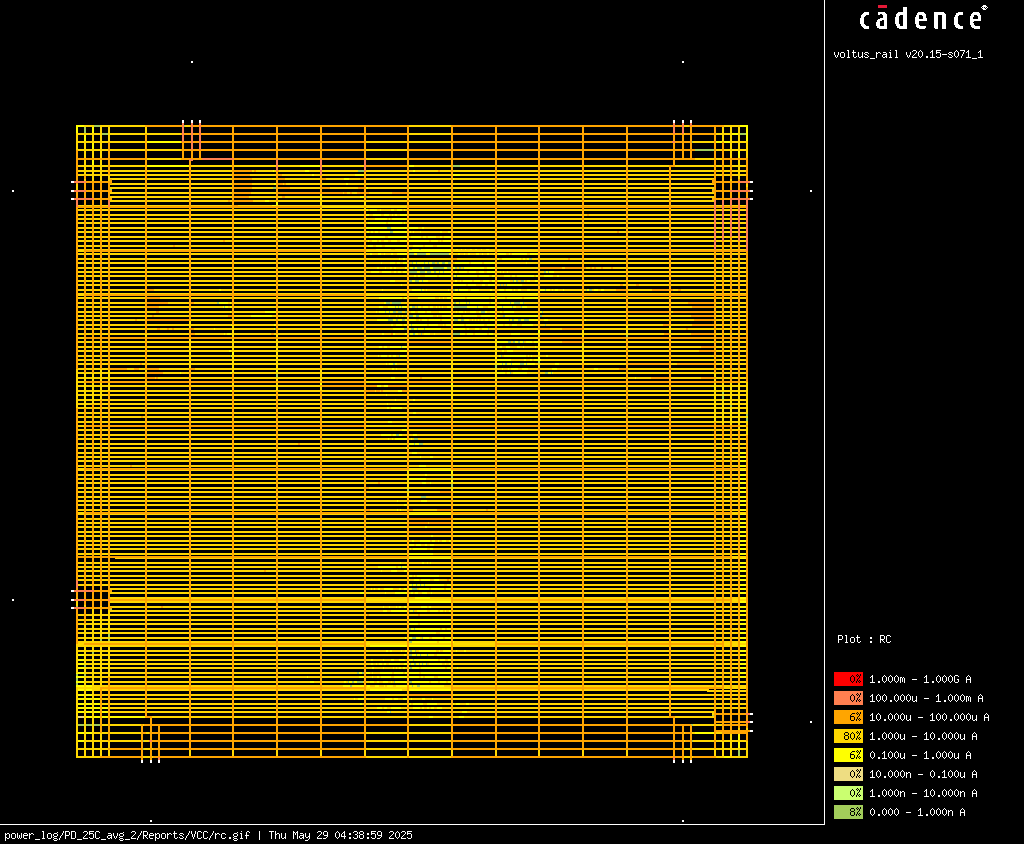 cādence®
voltus_rail v20.15-s071_1
Plot : RC
0% 1.000m - 1.000G A
0% 100.000u - 1.000m A
6% 10.000u - 100.000u A
80% 1.000u - 10.000u A
6% 0.100u - 1.000u A
0% 10.000n - 0.100u A
0% 1.000n - 10.000n A
8% 0.000 - 1.000n A
power_log/PD_25C_avg_2/Reports/VCC/rc.gif | Thu May 29 04:38:59 2025